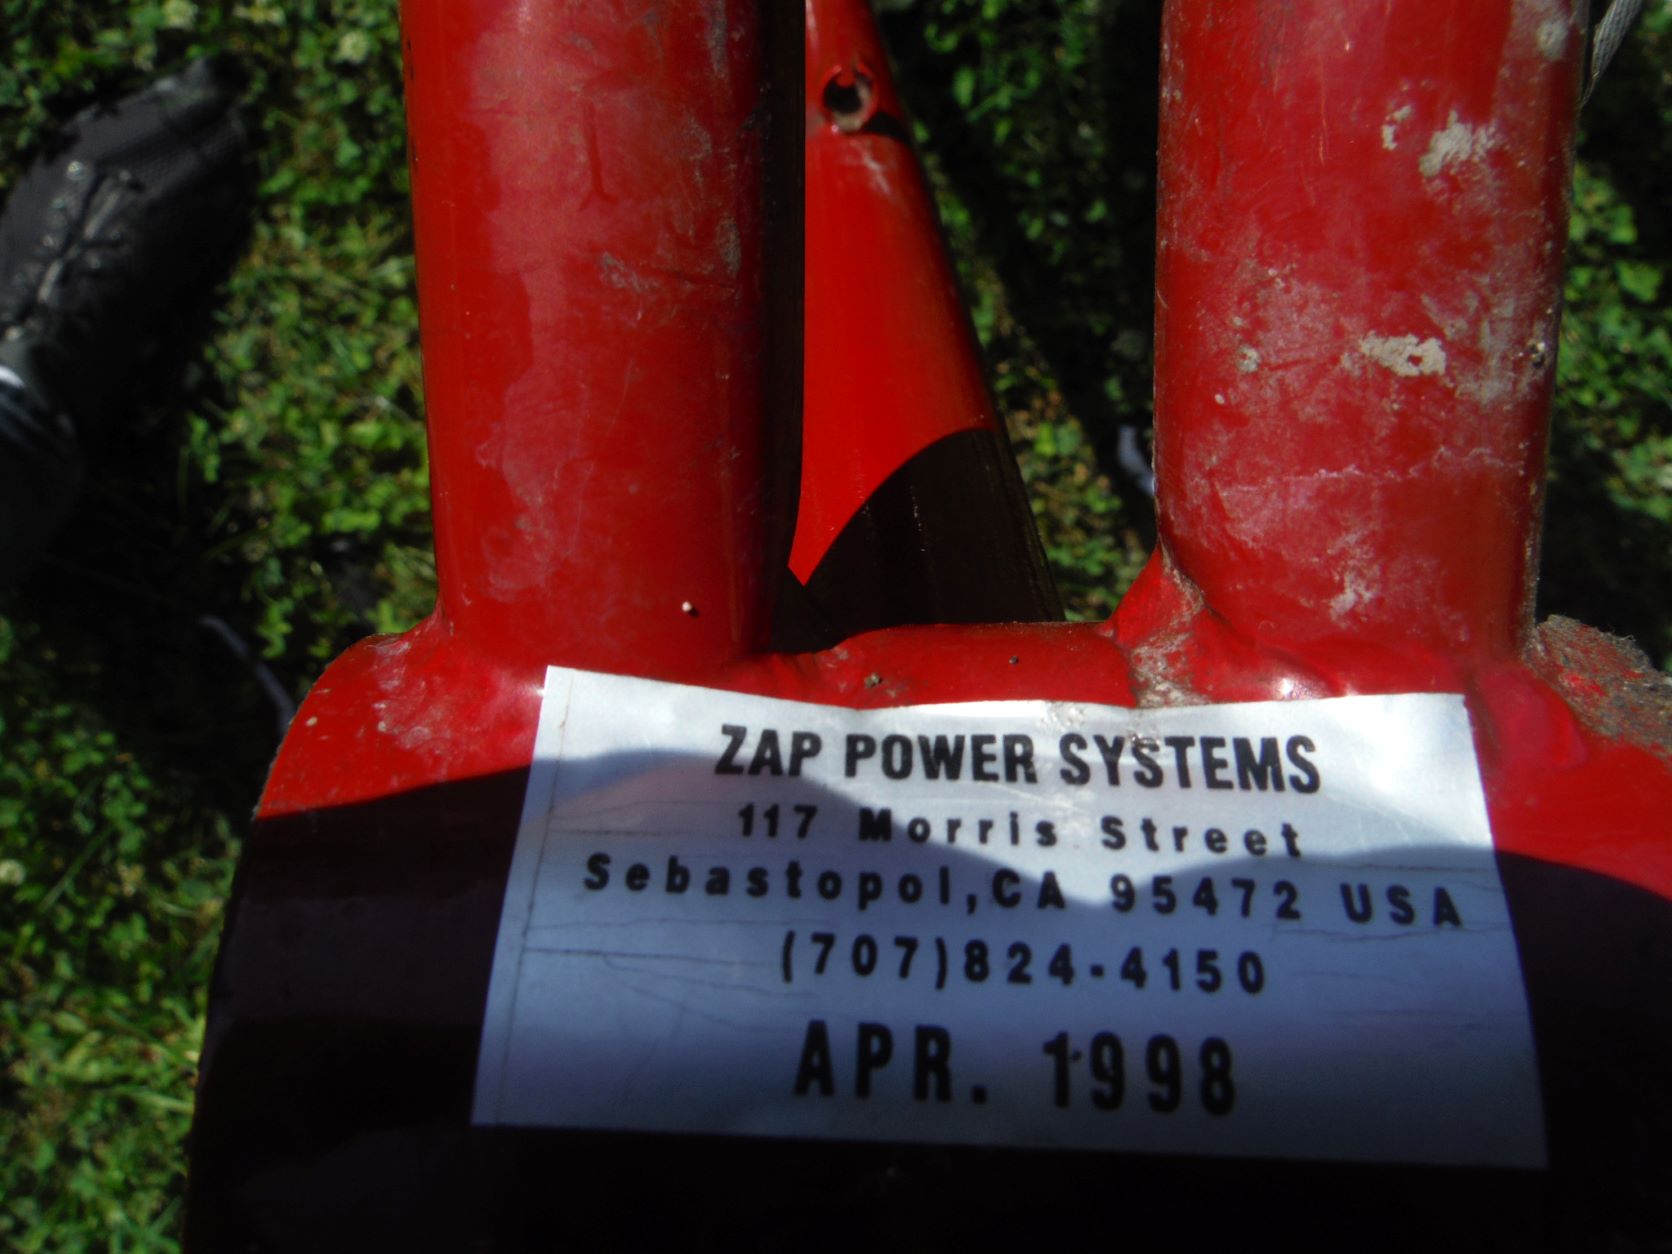 ZAP POWER SYSTEMS
117 Morris Street
Sebastopol,CA 95472 USA
(707)824-4150
APR. 1998